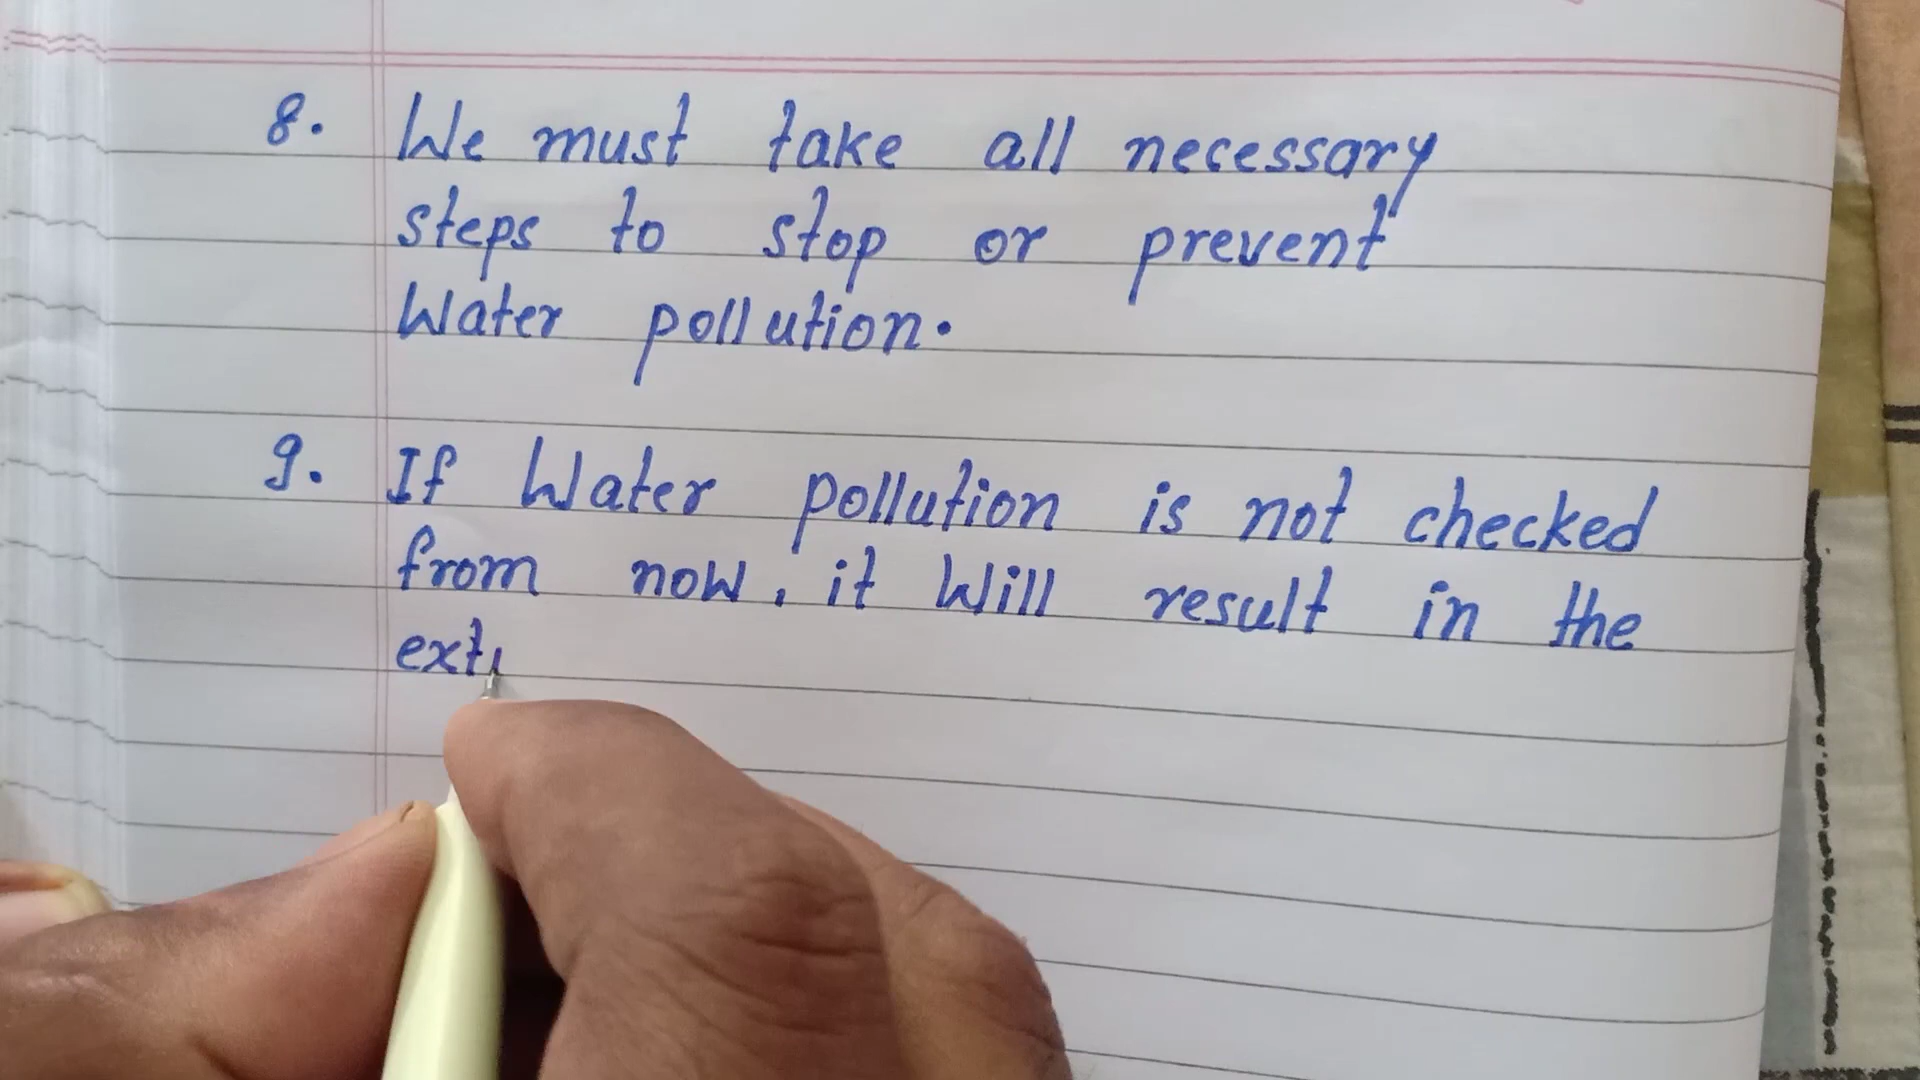 8. We must take all necessary
steps to stop or prevent
Water pollution.
9. If Water pollution is not checked
from now, it Will result in the
ext